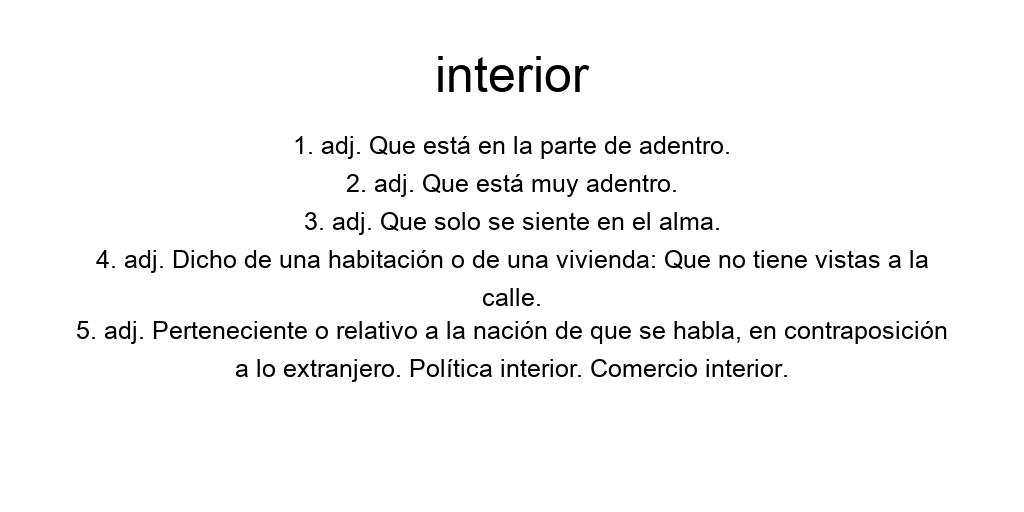 interior
1. adj. Que está en la parte de adentro.
2. adj. Que está muy adentro.
3. adj. Que solo se siente en el alma.
4. adj. Dicho de una habitación o de una vivienda: Que no tiene vistas a la
calle.
5. adj. Perteneciente o relativo a la nación de que se habla, en contraposición
a lo extranjero. Política interior. Comercio interior.